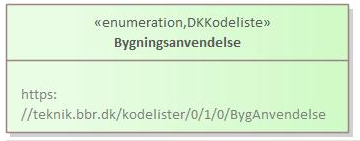 «enumeration,DKKodeliste»
Bygningsanvendelse
https:
//teknik.bbr.dk/kodelister/0/1/0/BygAnvendelse